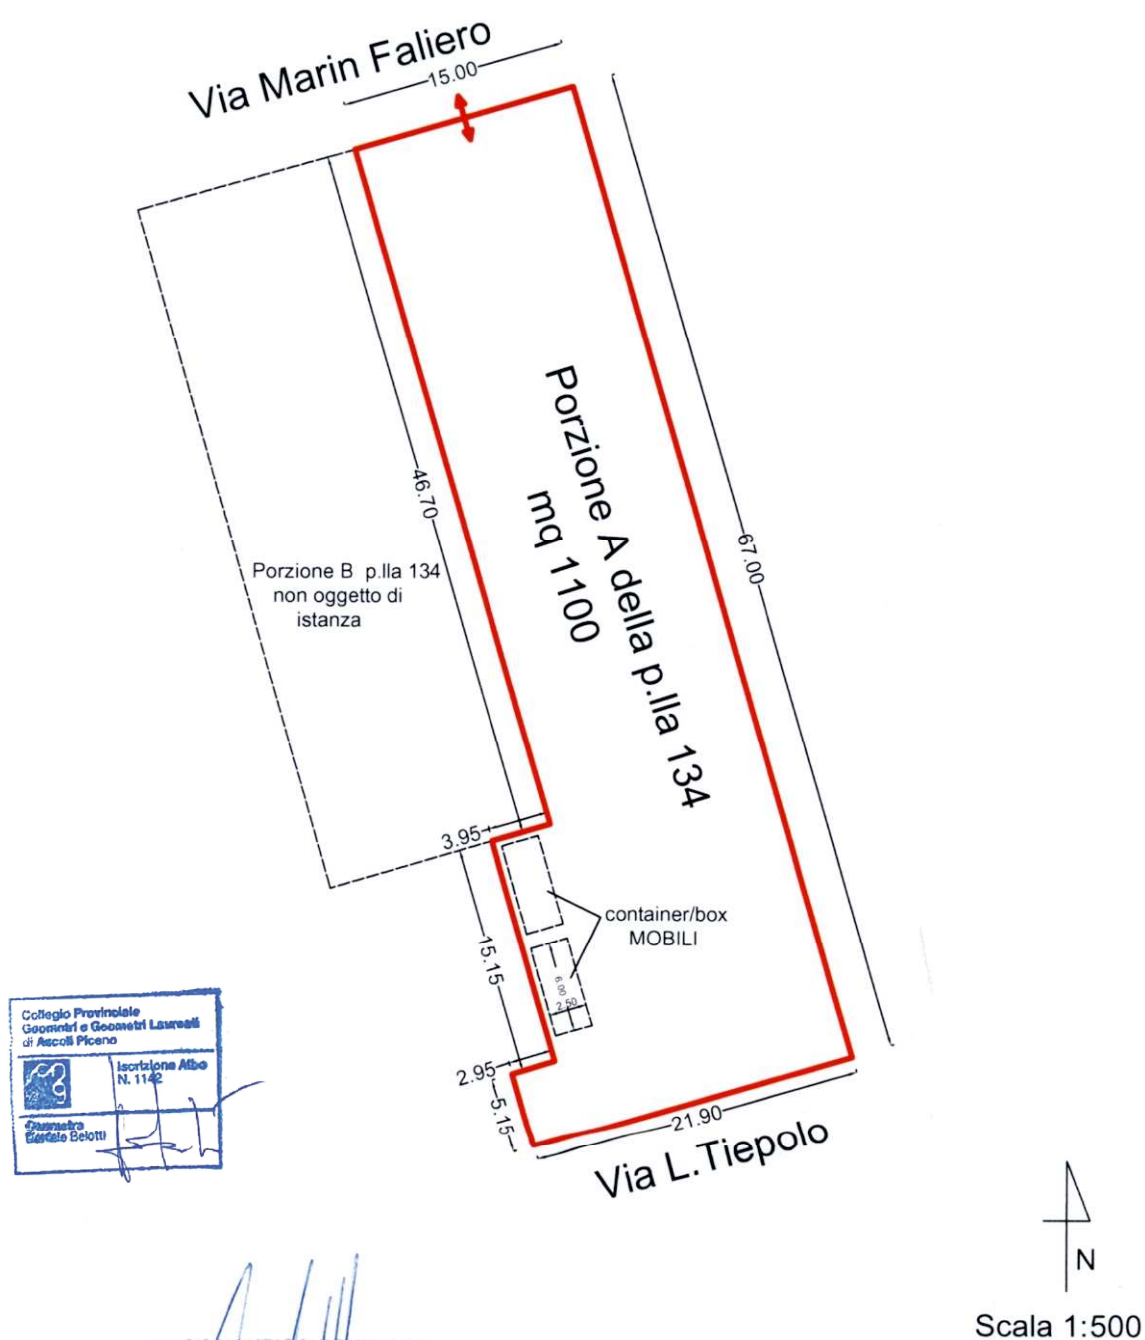 Via Marin Faliero
15.00
46.70
67.00
Porzione A della p.lla 134
mq 1100
Porzione B p.lla 134
non oggetto di
istanza
3.95
container/box
MOBILI
15.15
6.00
2.50
2.95
5.15
21.90
Via L.Tiepolo
Collegio Provinciale
Geometri e Geometri Laureati
di Ascoli Piceno
Iscrizione Albo
N. 1142
Geometra
Belotti
N
Scala 1:500